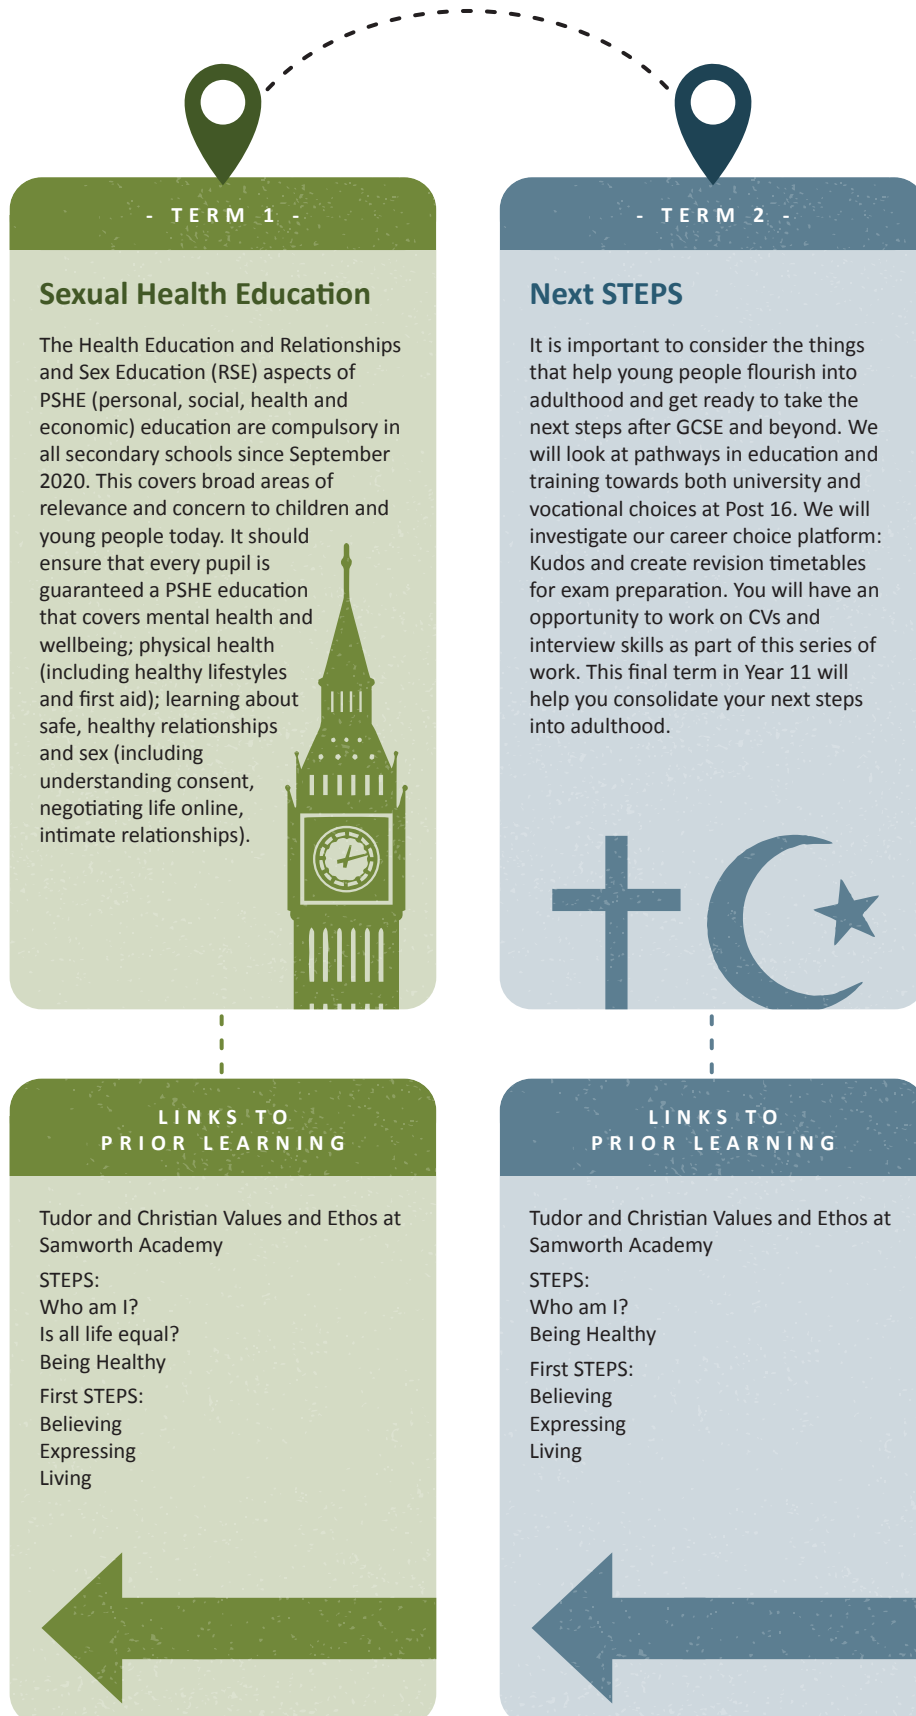 - TERM 1 -
Sexual Health Education
The Health Education and Relationships
and Sex Education (RSE) aspects of
PSHE (personal, social, health and
economic) education are compulsory in
all secondary schools since September
2020. This covers broad areas of
relevance and concern to children and
young people today. It should
ensure that every pupil is
guaranteed a PSHE education
that covers mental health and
wellbeing; physical health
(including healthy lifestyles
and first aid); learning about
safe, healthy relationships
and sex (including
understanding consent,
negotiating life online,
intimate relationships).
- TERM 2 -
Next STEPS
It is important to consider the things
that help young people flourish into
adulthood and get ready to take the
next steps after GCSE and beyond. We
will look at pathways in education and
training towards both university and
vocational choices at Post 16. We will
investigate our career choice platform:
Kudos and create revision timetables
for exam preparation. You will have an
opportunity to work on CVs and
interview skills as part of this series of
work. This final term in Year 11 will
help you consolidate your next steps
into adulthood.
LINKS TO
PRIOR LEARNING
Tudor and Christian Values and Ethos at
Samworth Academy
STEPS:
Who am I?
Is all life equal?
Being Healthy
First STEPS:
Believing
Expressing
Living
LINKS TO
PRIOR LEARNING
Tudor and Christian Values and Ethos at
Samworth Academy
STEPS:
Who am I?
Being Healthy
First STEPS:
Believing
Expressing
Living